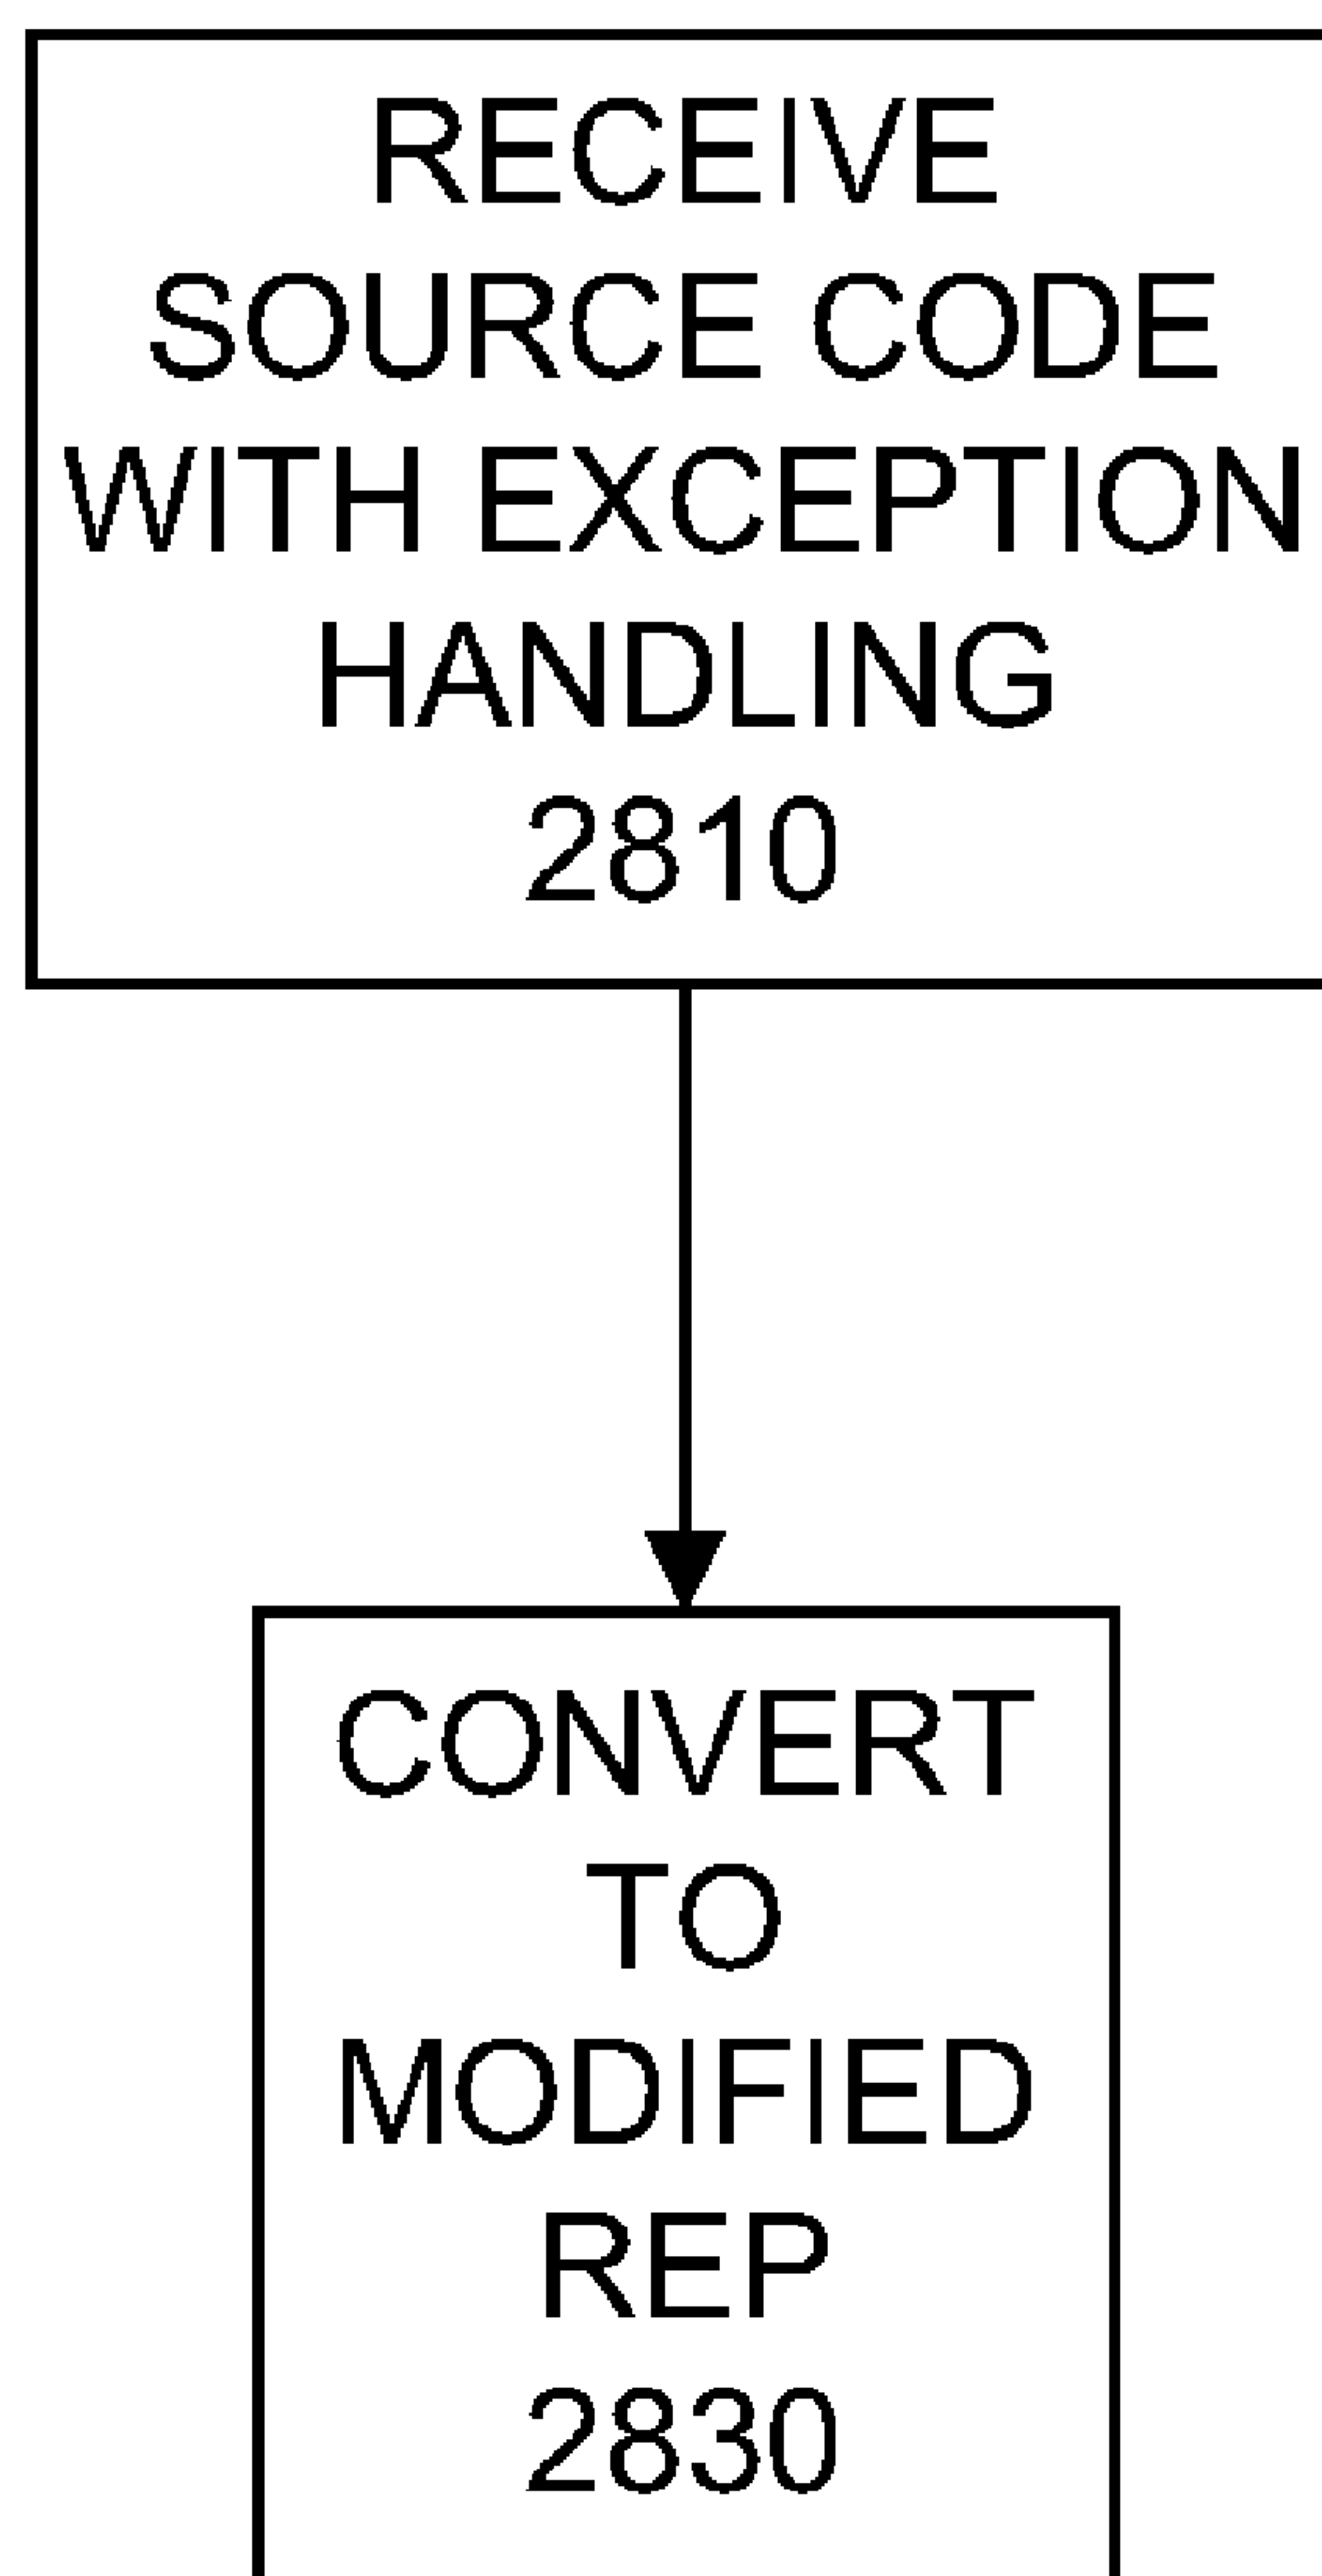 RECEIVE
SOURCE CODE
WITH EXCEPTION
HANDLING
2810
CONVERT
TO
MODIFIED
REP
2830